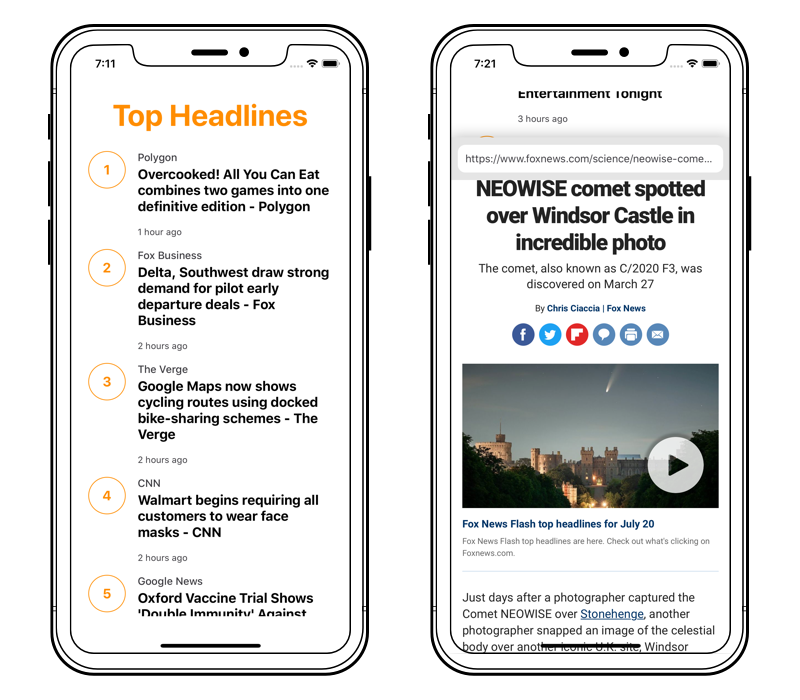 7:11
Top Headlines
1
Polygon
Overcooked! All You Can Eat
combines two games into one
definitive edition - Polygon
1 hour ago
2
Fox Business
Delta, Southwest draw strong
demand for pilot early
departure deals - Fox
Business
2 hours ago
3
The Verge
Google Maps now shows
cycling routes using docked
bike-sharing schemes - The
Verge
2 hours ago
4
CNN
Walmart begins requiring all
customers to wear face
masks - CNN
2 hours ago
5
Google News
Oxford Vaccine Trial Shows
'Double Immunity' Against
7:21
Entertainment Tonight
3 hours ago
https://www.foxnews.com/science/neowise-come...
NEOWISE comet spotted
over Windsor Castle in
incredible photo
The comet, also known as C/2020 F3, was
discovered on March 27
By Chris Ciaccia | Fox News
Fox News Flash top headlines for July 20
Fox News Flash top headlines are here. Check out what's clicking on
Foxnews.com.
Just days after a photographer captured the
Comet NEOWISE over Stonehenge, another
photographer snapped an image of the celestial
body over another iconic U.K. site, Windsor